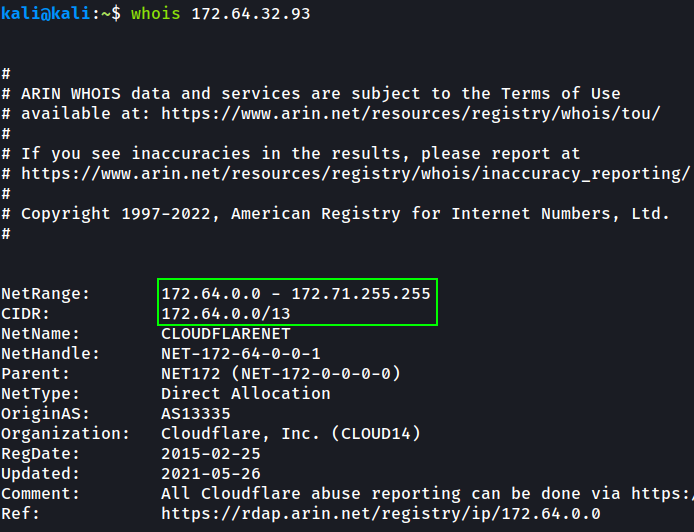 kali@kali:~$ whois 172.64.32.93
#
# ARIN WHOIS data and services are subject to the Terms of Use
# available at: https://www.arin.net/resources/registry/whois/tou/
#
# If you see inaccuracies in the results, please report at
# https://www.arin.net/resources/registry/whois/inaccuracy_reporting/
#
# Copyright 1997-2022, American Registry for Internet Numbers, Ltd.
#
NetRange:       172.64.0.0 - 172.71.255.255
CIDR:           172.64.0.0/13
NetName:        CLOUDFLARENET
NetHandle:      NET-172-64-0-0-1
Parent:         NET172 (NET-172-0-0-0-0)
NetType:        Direct Allocation
OriginAS:       AS13335
Organization:   Cloudflare, Inc. (CLOUD14)
RegDate:        2015-02-25
Updated:        2021-05-26
Comment:        All Cloudflare abuse reporting can be done via https:/
Ref:            https://rdap.arin.net/registry/ip/172.64.0.0